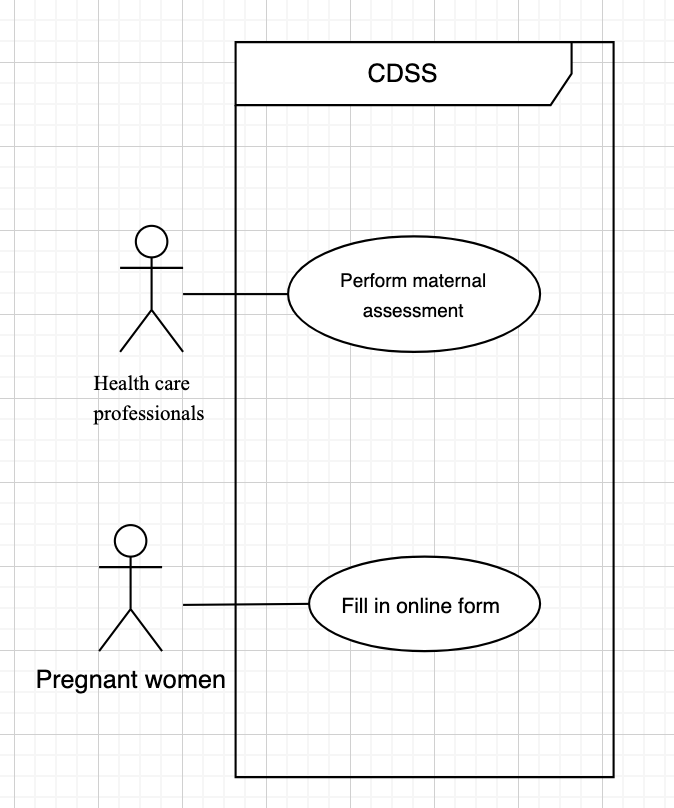 CDSS
Perform maternal
assessment
Health care
professionals
Fill in online form
Pregnant women